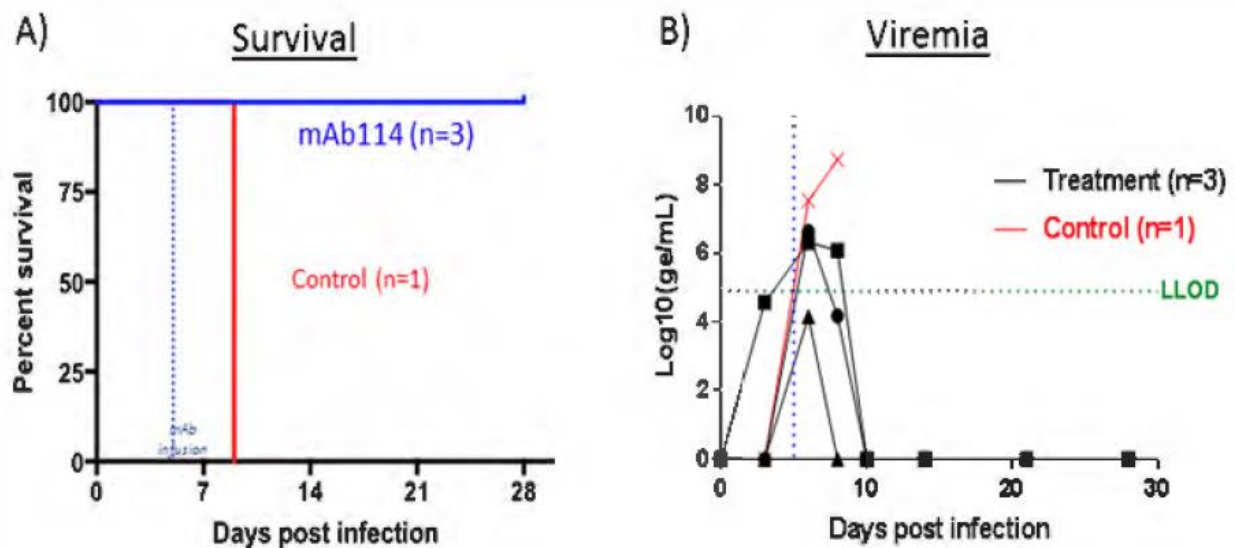 A)
Survival
100
75
50
25
0
Percent survival
mAb114 (n=3)
Control (n=1)
mAb
infusion
0 7 14 21 28
Days post infection
B)
Viremia
10
8
6
4
2
0
Log10(ge/mL)
Treatment (n=3)
Control (n=1)
LLOD
0 10 20 30
Days post infection